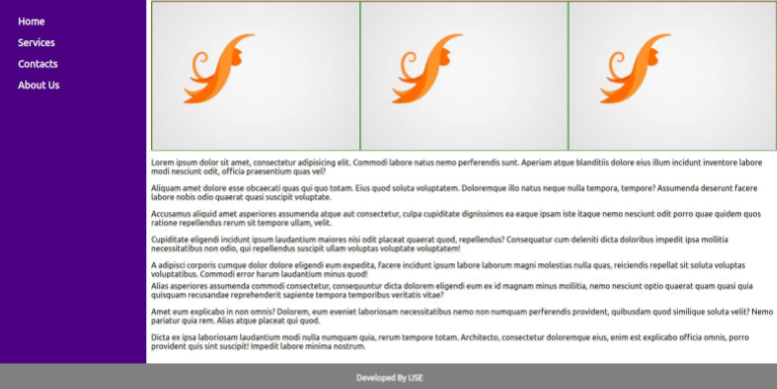 Home
Services
Contacts
About Us
Lorem ipsum dolor sit amet, consectetur adipisicing elit. Commodi labore natus nemo perferendis sunt. Aperiam atque blanditiis dolore eius illum incidunt inventore labore
modi nesciunt odit, officia praesentium quas vel?
Aliquam amet dolore esse obcaecati quas qui quo totam. Eius quod soluta voluptatem. Doloremque illo natus neque nulla tempora, tempore? Assumenda deserunt facere
labore nobis odio quaerat quasi suscipit voluptate.
Accusamus aliquid amet asperiores assumenda atque aut consectetur, culpa cupiditate dignissimos ea eaque ipsam iste itaque nemo nesciunt odit porro quae quidem quos
ratione repellendus rerum sit tempore ullam, velit.
Cupiditate eligendi incidunt ipsum laudantium maiores nisi odit placeat quaerat quod, repellendus? Consequatur cum deleniti dicta doloribus impedit ipsa mollitia
necessitatibus non odio, qui repellendus suscipit ullam voluptas voluptate voluptatem!
A adipisci corporis cumque dolor dolore eligendi eum expedita, facere incidunt ipsum labore laborum magni molestias nulla quas, reiciendis repellat sit soluta voluptas
voluptatibus. Commodi error harum laudantium minus quod!
Alias asperiores assumenda commodi consectetur, consequuntur dicta dolorem eligendi eum ex id magnam minus mollitia, nemo nesciunt optio quaerat quam quasi quia
quisquam recusandae reprehenderit sapiente tempora temporibus veritatis vitae?
Amet eum explicabo in non omnis? Dolorem, eum eveniet laboriosam necessitatibus nemo non numquam perferendis provident, quibusdam quod similique soluta velit? Nemo
pariatur quia rem. Alias atque placeat qui quod.
Dicta ex ipsa laboriosam laudantium modi nulla numquam quia, rerum tempore totam. Architecto, consectetur doloremque eius, enim est explicabo officia omnis, porro
provident quis sint suscipit! Impedit labore minima nostrum.
Developed By LISE